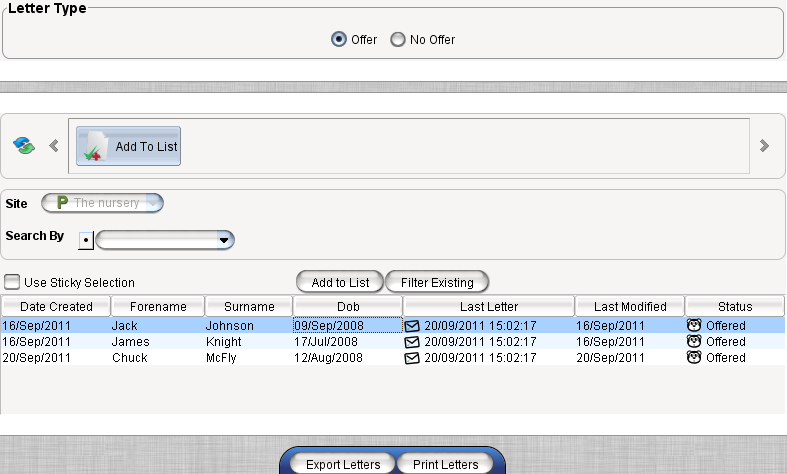 Letter Type
Offer No Offer
Add To List
Site P The nursery
Search By
Use Sticky Selection Add to List Filter Existing
Date Created Forename Surname Dob Last Letter Last Modified Status
16/Sep/2011 Jack Johnson 09/Sep/2008 20/09/2011 15:02:17 16/Sep/2011 Offered
16/Sep/2011 James Knight 17/Jul/2008 20/09/2011 15:02:17 16/Sep/2011 Offered
20/Sep/2011 Chuck McFly 12/Aug/2008 20/09/2011 15:02:17 20/Sep/2011 Offered
Export Letters Print Letters